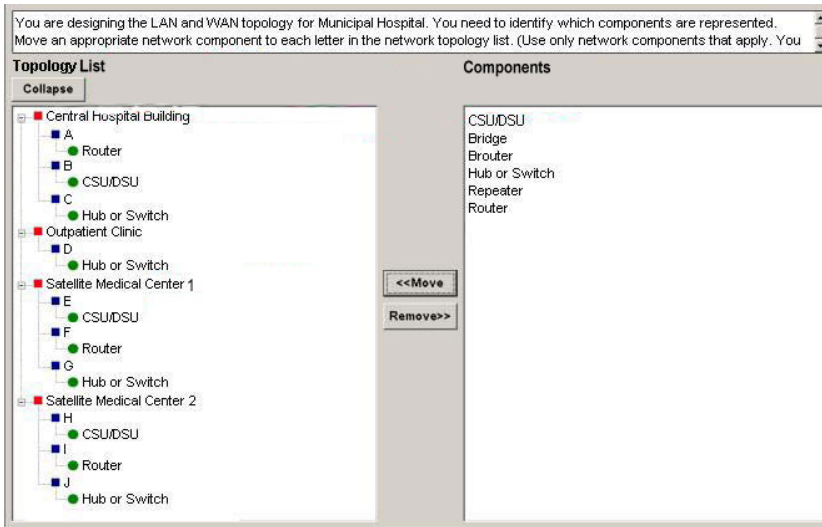 You are designing the LAN and WAN topology for Municipal Hospital. You need to identify which components are represented.
Move an appropriate network component to each letter in the network topology list. (Use only network components that apply. You
Topology List
Components
Collapse
Central Hospital Building
A
Router
B
CSU/DSU
C
Hub or Switch
Outpatient Clinic
D
Hub or Switch
Satellite Medical Center 1
E
CSU/DSU
F
Router
G
Hub or Switch
Satellite Medical Center 2
H
CSU/DSU
I
Router
J
Hub or Switch
<<Move
Remove>>
CSU/DSU
Bridge
Brouter
Hub or Switch
Repeater
Router